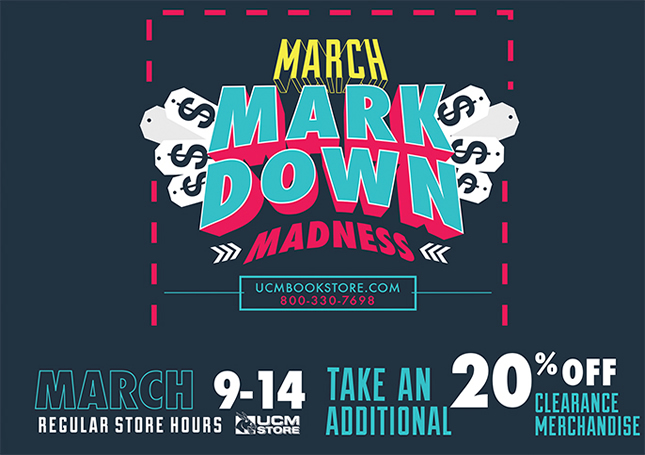 MARCH
MARK
DOWN
MADNESS
$
$
$
$
$
$
UCMBOOKSTORE.COM
800-330-7698
MARCH 9-14
REGULAR STORE HOURS
UCM
STORE
TAKE AN
ADDITIONAL
20% OFF
CLEARANCE
MERCHANDISE